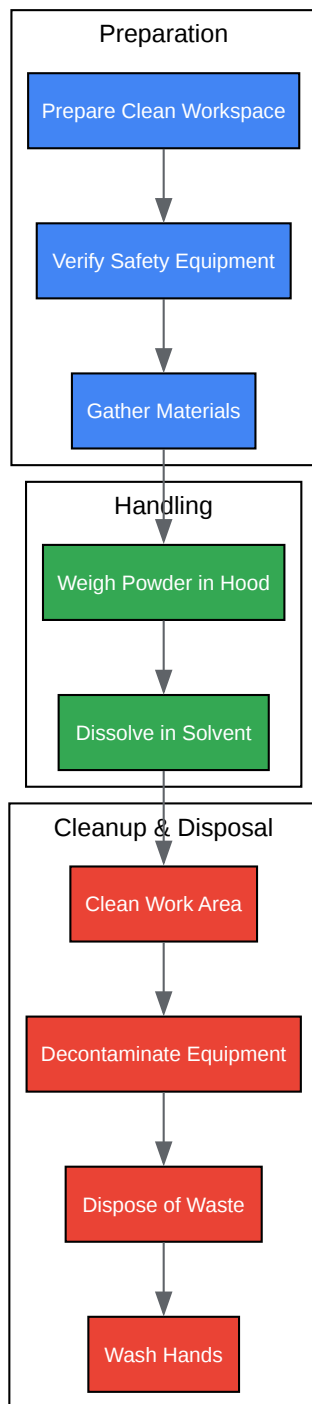 Preparation
Prepare Clean Workspace
Verify Safety Equipment
Gather Materials
Handling
Weigh Powder in Hood
Dissolve in Solvent
Cleanup & Disposal
Clean Work Area
Decontaminate Equipment
Dispose of Waste
Wash Hands